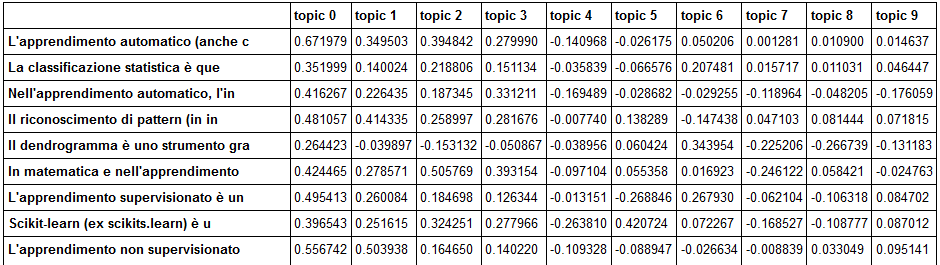 topic 0 topic 1 topic 2 topic 3 topic 4 topic 5 topic 6 topic 7 topic 8 topic 9
L'apprendimento automatico (anche c 0.671979 0.349503 0.394842 0.279990 -0.140968 -0.026175 0.050206 0.001281 0.010900 0.014637
La classificazione statistica è que 0.351999 0.140024 0.218806 0.151134 -0.035839 -0.066576 0.207481 0.015717 0.011031 0.046447
Nell'apprendimento automatico, l'in 0.416267 0.226435 0.187345 0.331211 -0.169489 -0.028682 -0.029255 -0.118964 -0.048205 -0.176059
Il riconoscimento di pattern (in in 0.481057 0.414335 0.258997 0.281676 -0.007740 0.138289 -0.147438 0.047103 0.081444 0.071815
Il dendrogramma è uno strumento gra 0.264423 -0.039897 -0.153132 -0.050867 -0.038956 0.060424 0.343954 -0.225206 -0.266739 -0.131183
In matematica e nell'apprendimento 0.424465 0.278571 0.505769 0.393154 -0.097104 0.055358 0.016923 -0.246122 0.058421 -0.024763
L'apprendimento supervisionato è un 0.495413 0.260084 0.184698 0.126344 -0.013151 -0.268846 0.267930 -0.062104 -0.106318 0.084702
Scikit-learn (ex scikits.learn) è u 0.396543 0.251615 0.324251 0.277966 -0.263810 0.420724 0.072267 -0.168527 -0.108777 0.087012
L'apprendimento non supervisionato 0.556742 0.503938 0.164650 0.140220 -0.109328 -0.088947 -0.026634 -0.008839 0.033049 0.095141